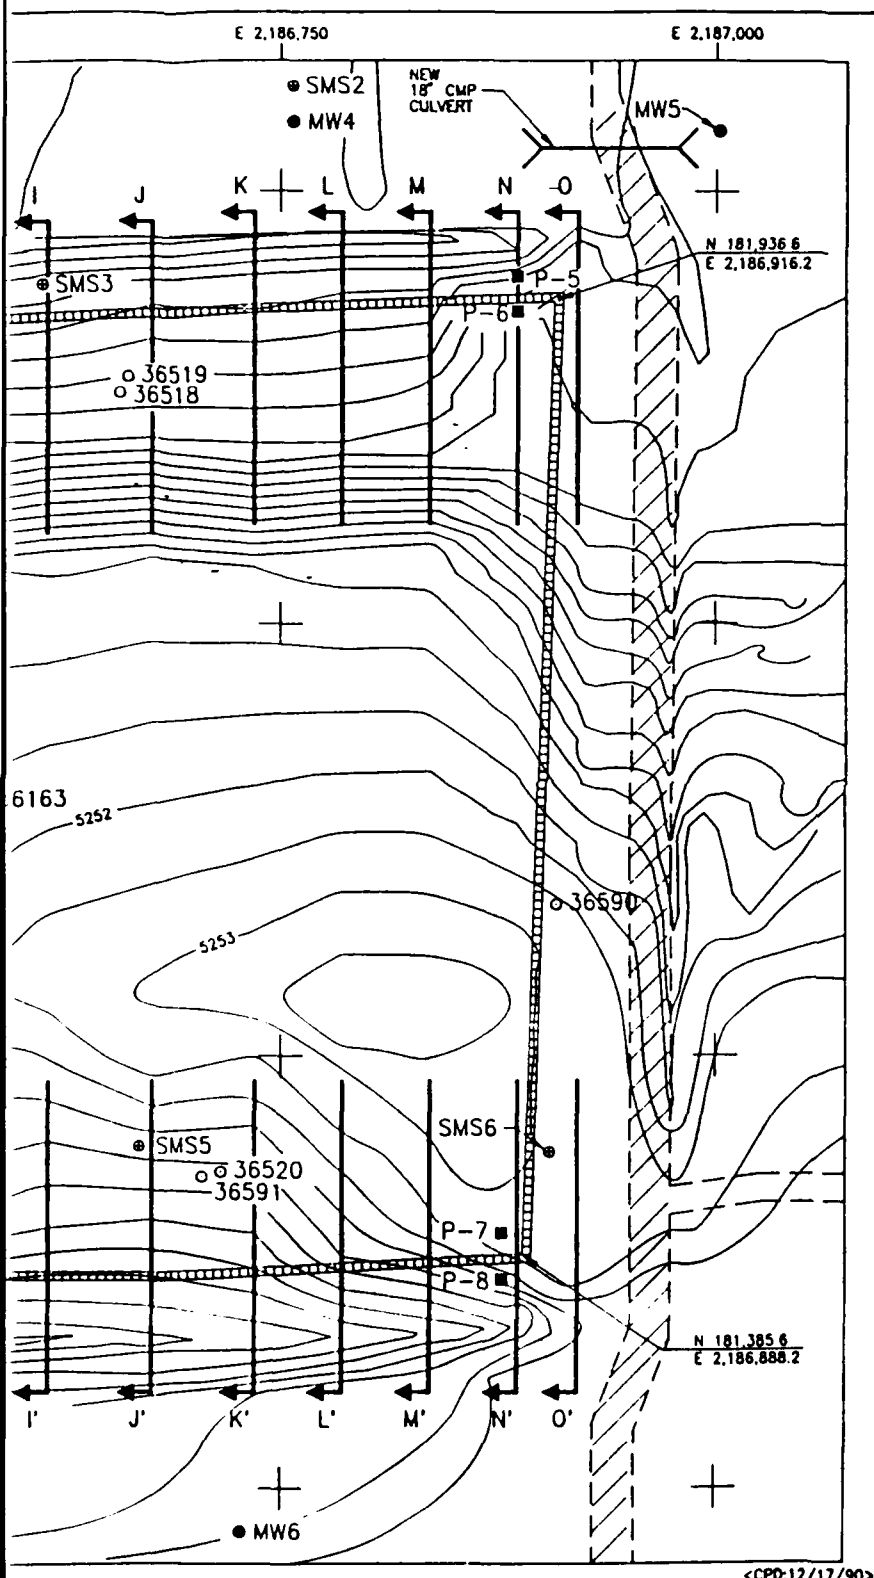 E 2,186,750
E 2,187,000
SMS2
MW4
NEW
18" CMP
CULVERT
MW5
I
J
K
L
M
N
O
N 181,936.6
E 2,186,916.2
SMS3
P-5
P-6
36519
36518
6163
5252
36590
5253
SMS6
SMS5
36520
36591
P-7
P-8
N 181,385.6
E 2,186,888.2
I'
J'
K'
L'
M'
N'
O'
MW6
<CPD:12/17/90>